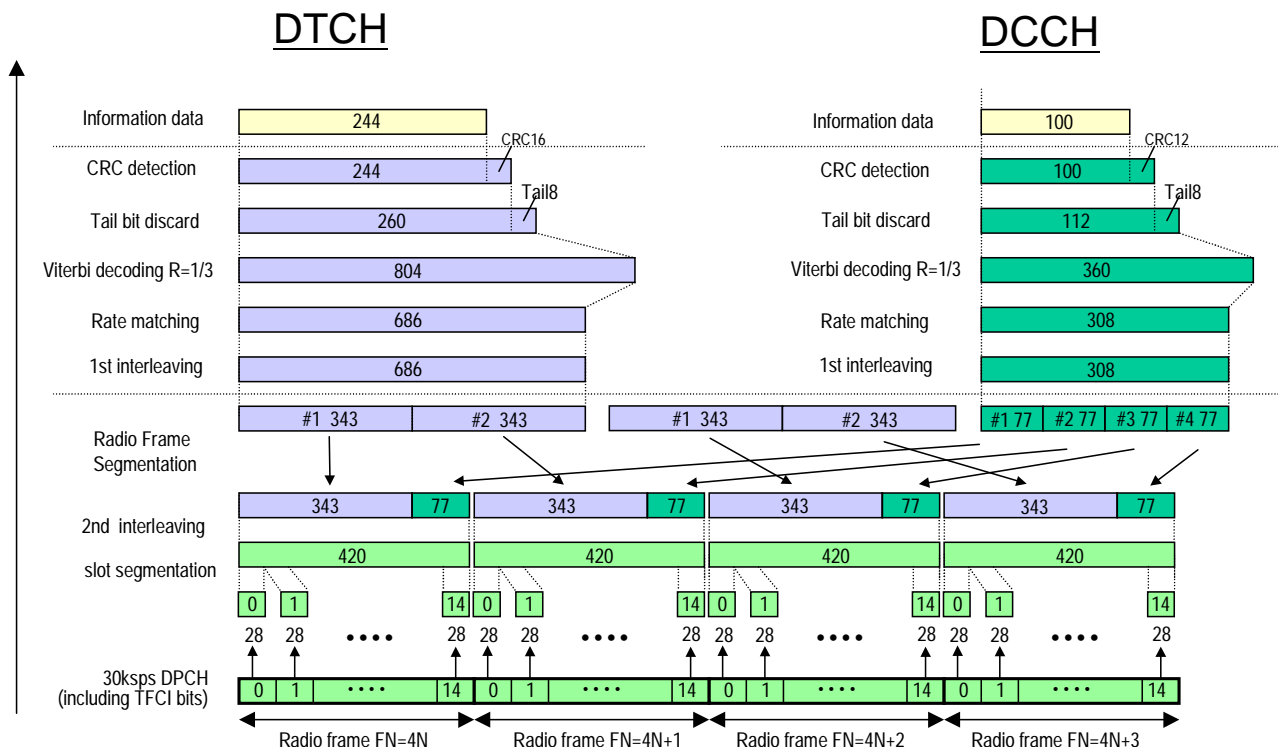 DTCH DCCH
Information data 244 Information data 100
CRC16 CRC12
CRC detection 244 CRC detection 100
Tail8 Tail8
Tail bit discard 260 Tail bit discard 112
Viterbi decoding R=1/3 804 Viterbi decoding R=1/3 360
Rate matching 686 Rate matching 308
1st interleaving 686 1st interleaving 308
#1 343 #2 343 #1 343 #2 343 #1 77 #2 77 #3 77 #4 77
Radio Frame
Segmentation
343 77 343 77 343 77 343 77
2nd interleaving
420 420 420 420
slot segmentation
0 1 14 0 1 14 0 1 14 0 1 14
28 28 •••• 28 28 28 •••• 28 28 28 •••• 28 28 28 •••• 28
30ksps DPCH
(including TFCI bits)
0 1 •••• 14 0 1 •••• 14 0 1 •••• 14 0 1 •••• 14
Radio frame FN=4N Radio frame FN=4N+1 Radio frame FN=4N+2 Radio frame FN=4N+3